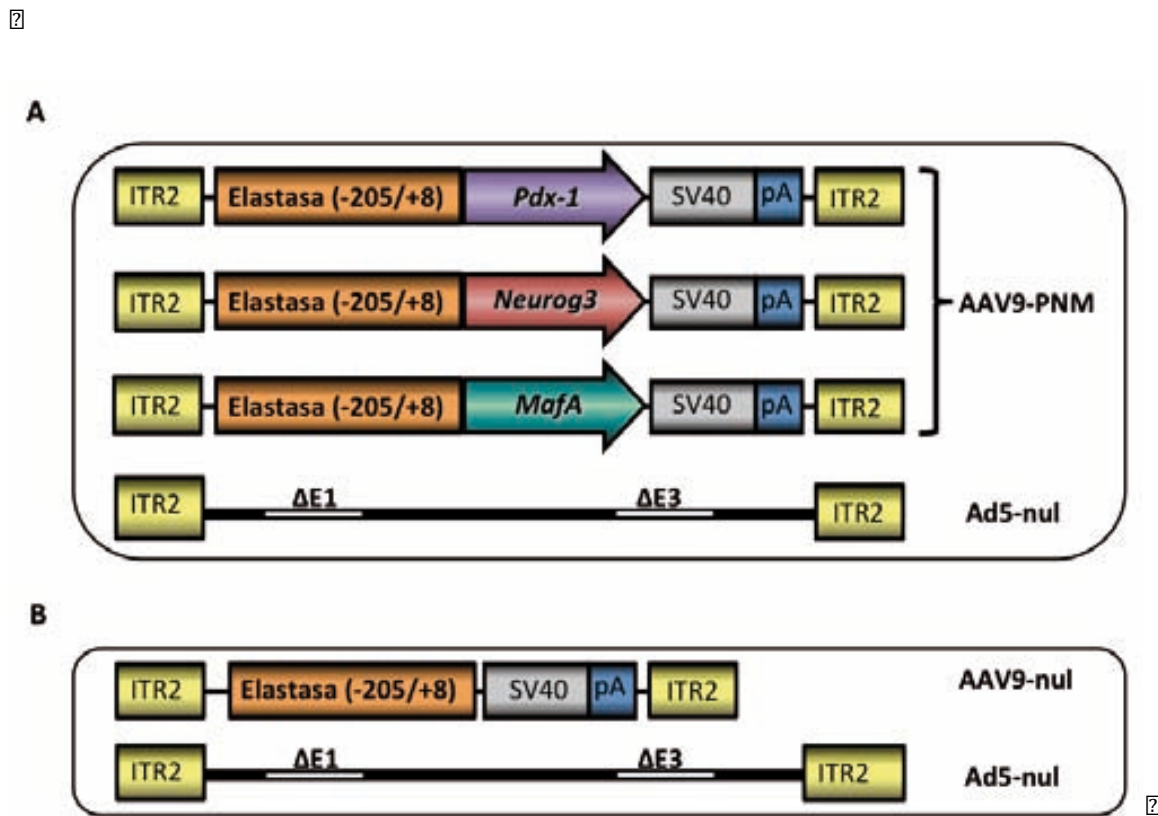 A
ITR2 Elastasa (-205/+8) Pdx-1 SV40 pA ITR2
ITR2 Elastasa (-205/+8) Neurog3 SV40 pA ITR2
AAV9-PNM
ITR2 Elastasa (-205/+8) MafA SV40 pA ITR2
ITR2 ΔE1 ΔE3 ITR2 Ad5-nul
B
ITR2 Elastasa (-205/+8) SV40 pA ITR2 AAV9-nul
ITR2 ΔE1 ΔE3 ITR2 Ad5-nul